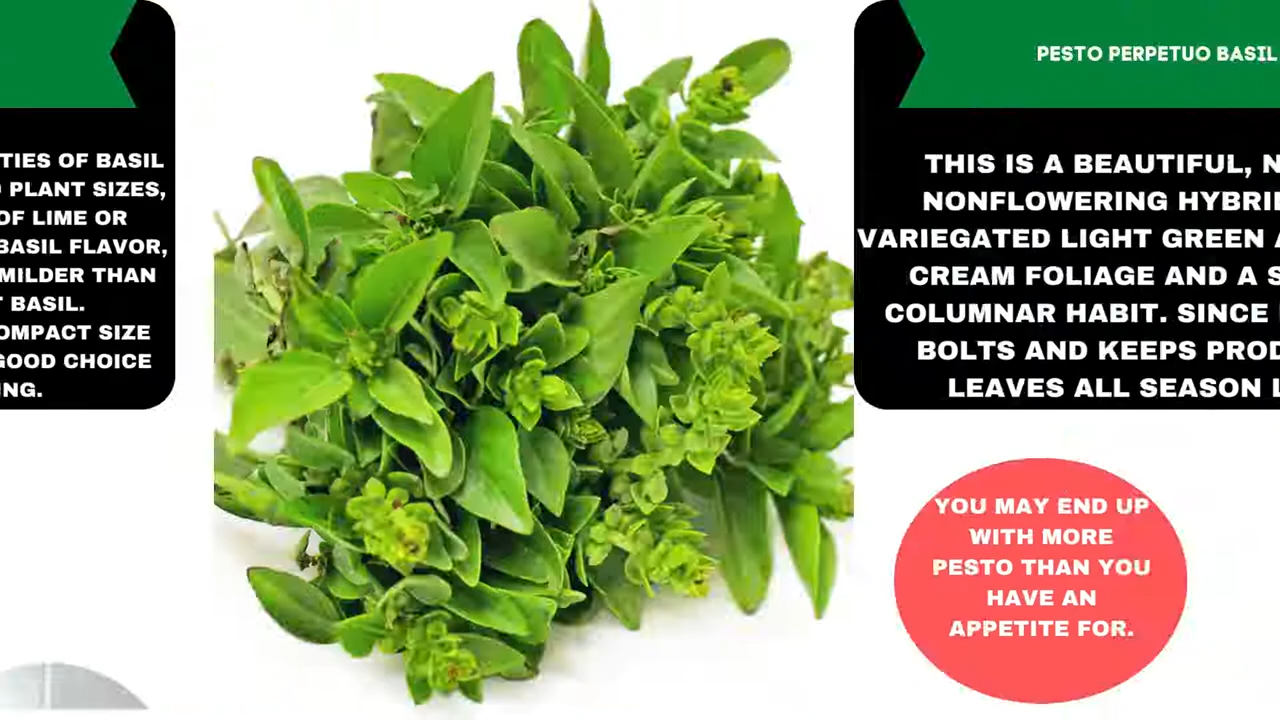 TIES OF BASIL
PLANT SIZES,
OF LIME OR
BASIL FLAVOR,
MILDER THAN
BASIL.
OMPACT SIZE
GOOD CHOICE
NG.
PESTO PERPETUO BASIL
THIS IS A BEAUTIFUL, N
NONFLOWERING HYBRI
VARIEGATED LIGHT GREEN
CREAM FOLIAGE AND A S
COLUMNAR HABIT. SINCE
BOLTS AND KEEPS PROD
LEAVES ALL SEASON L
YOU MAY END UP
WITH MORE
PESTO THAN YOU
HAVE AN
APPETITE FOR.